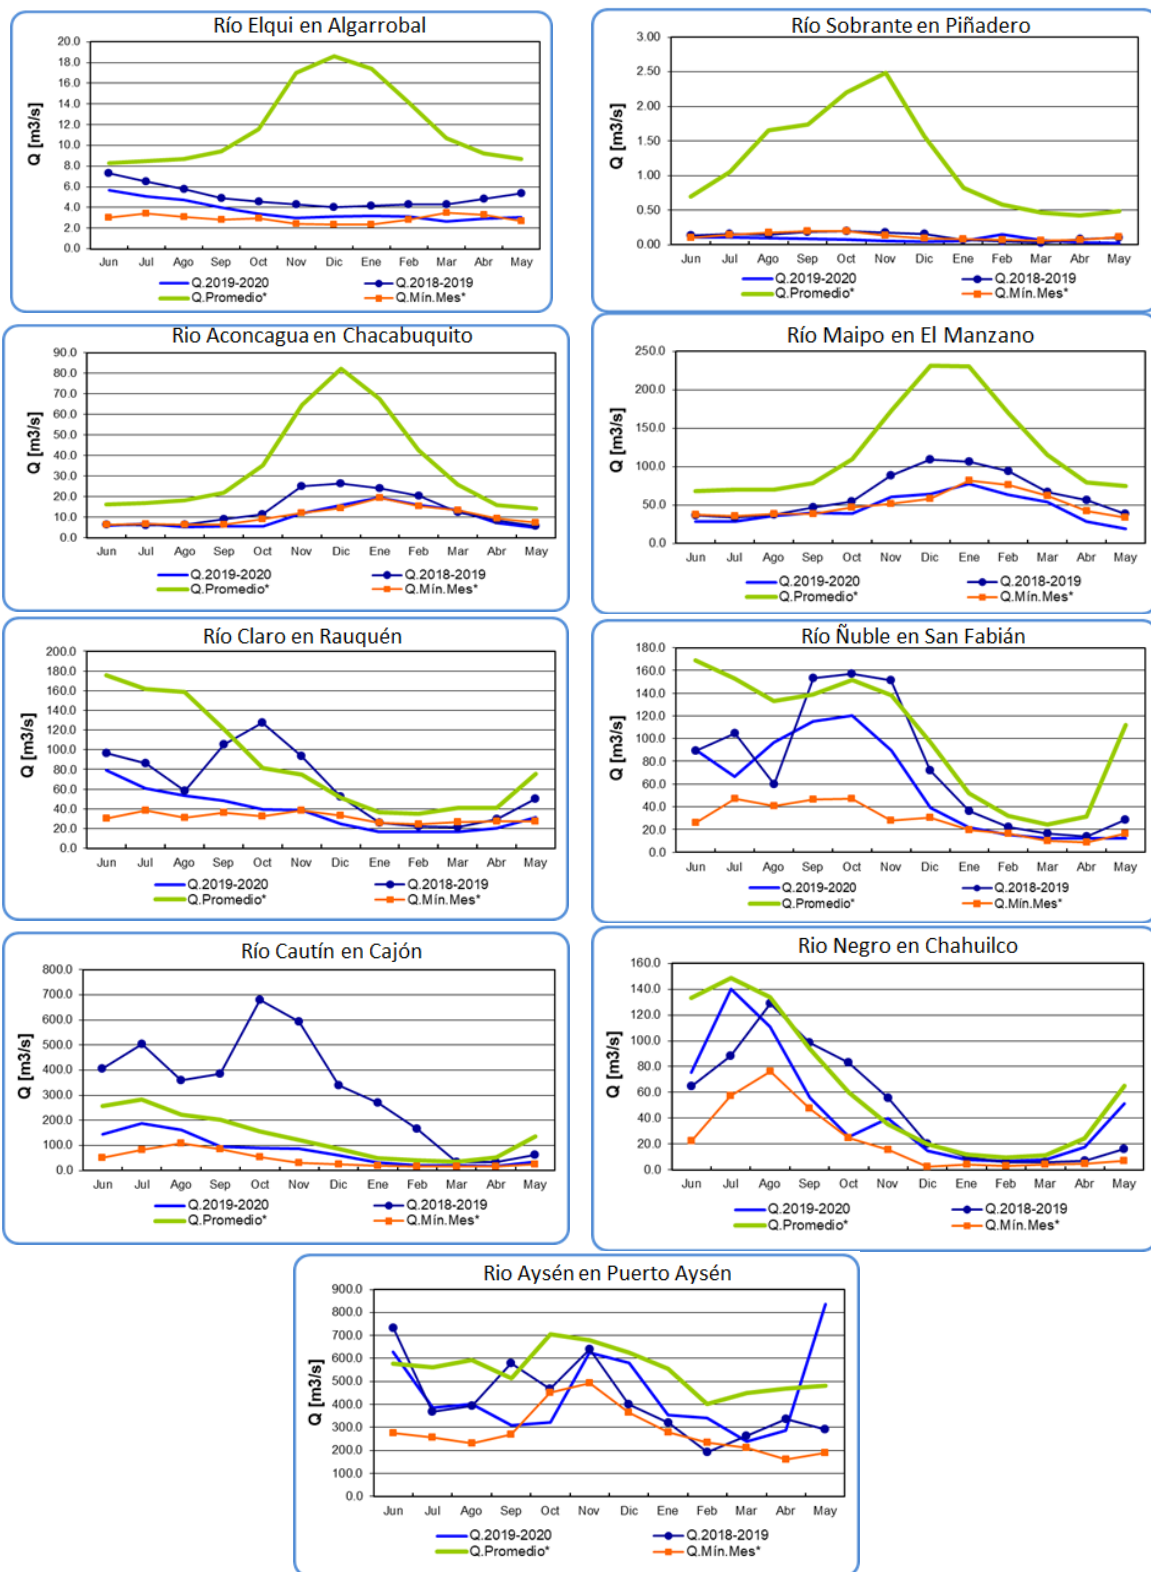 Río Elqui en Algarrobal
Q [m3/s]
20.0
18.0
16.0
14.0
12.0
10.0
8.0
6.0
4.0
2.0
0.0
Jun Jul Ago Sep Oct Nov Dic Ene Feb Mar Abr May
Q.2019-2020 Q.2018-2019
Q.Promedio* Q.Mín.Mes*
Río Sobrante en Piñadero
Q [m3/s]
3.00
2.50
2.00
1.50
1.00
0.50
0.00
Jun Jul Ago Sep Oct Nov Dic Ene Feb Mar Abr May
Q.2019-2020 Q.2018-2019
Q.Promedio* Q.Mín.Mes*
Rio Aconcagua en Chacabuquito
Q [m3/s]
90.0
80.0
70.0
60.0
50.0
40.0
30.0
20.0
10.0
0.0
Jun Jul Ago Sep Oct Nov Dic Ene Feb Mar Abr May
Q.2019-2020 Q.2018-2019
Q.Promedio* Q.Mín.Mes*
Río Maipo en El Manzano
Q [m3/s]
250.0
200.0
150.0
100.0
50.0
0.0
Jun Jul Ago Sep Oct Nov Dic Ene Feb Mar Abr May
Q.2019-2020 Q.2018-2019
Q.Promedio* Q.Mín.Mes*
Río Claro en Rauquén
Q [m3/s]
200.0
180.0
160.0
140.0
120.0
100.0
80.0
60.0
40.0
20.0
0.0
Jun Jul Ago Sep Oct Nov Dic Ene Feb Mar Abr May
Q.2019-2020 Q.2018-2019
Q.Promedio* Q.Mín.Mes*
Río Ñuble en San Fabián
Q [m3/s]
180.0
160.0
140.0
120.0
100.0
80.0
60.0
40.0
20.0
0.0
Jun Jul Ago Sep Oct Nov Dic Ene Feb Mar Abr May
Q.2019-2020 Q.2018-2019
Q.Promedio* Q.Mín.Mes*
Río Cautín en Cajón
Q [m3/s]
800.0
700.0
600.0
500.0
400.0
300.0
200.0
100.0
0.0
Jun Jul Ago Sep Oct Nov Dic Ene Feb Mar Abr May
Q.2019-2020 Q.2018-2019
Q.Promedio* Q.Mín.Mes*
Rio Negro en Chahuilco
Q [m3/s]
160.0
140.0
120.0
100.0
80.0
60.0
40.0
20.0
0.0
Jun Jul Ago Sep Oct Nov Dic Ene Feb Mar Abr May
Q.2019-2020 Q.2018-2019
Q.Promedio* Q.Mín.Mes*
Rio Aysén en Puerto Aysén
Q [m3/s]
900.0
800.0
700.0
600.0
500.0
400.0
300.0
200.0
100.0
0.0
Jun Jul Ago Sep Oct Nov Dic Ene Feb Mar Abr May
Q.2019-2020 Q.2018-2019
Q.Promedio* Q.Mín.Mes*